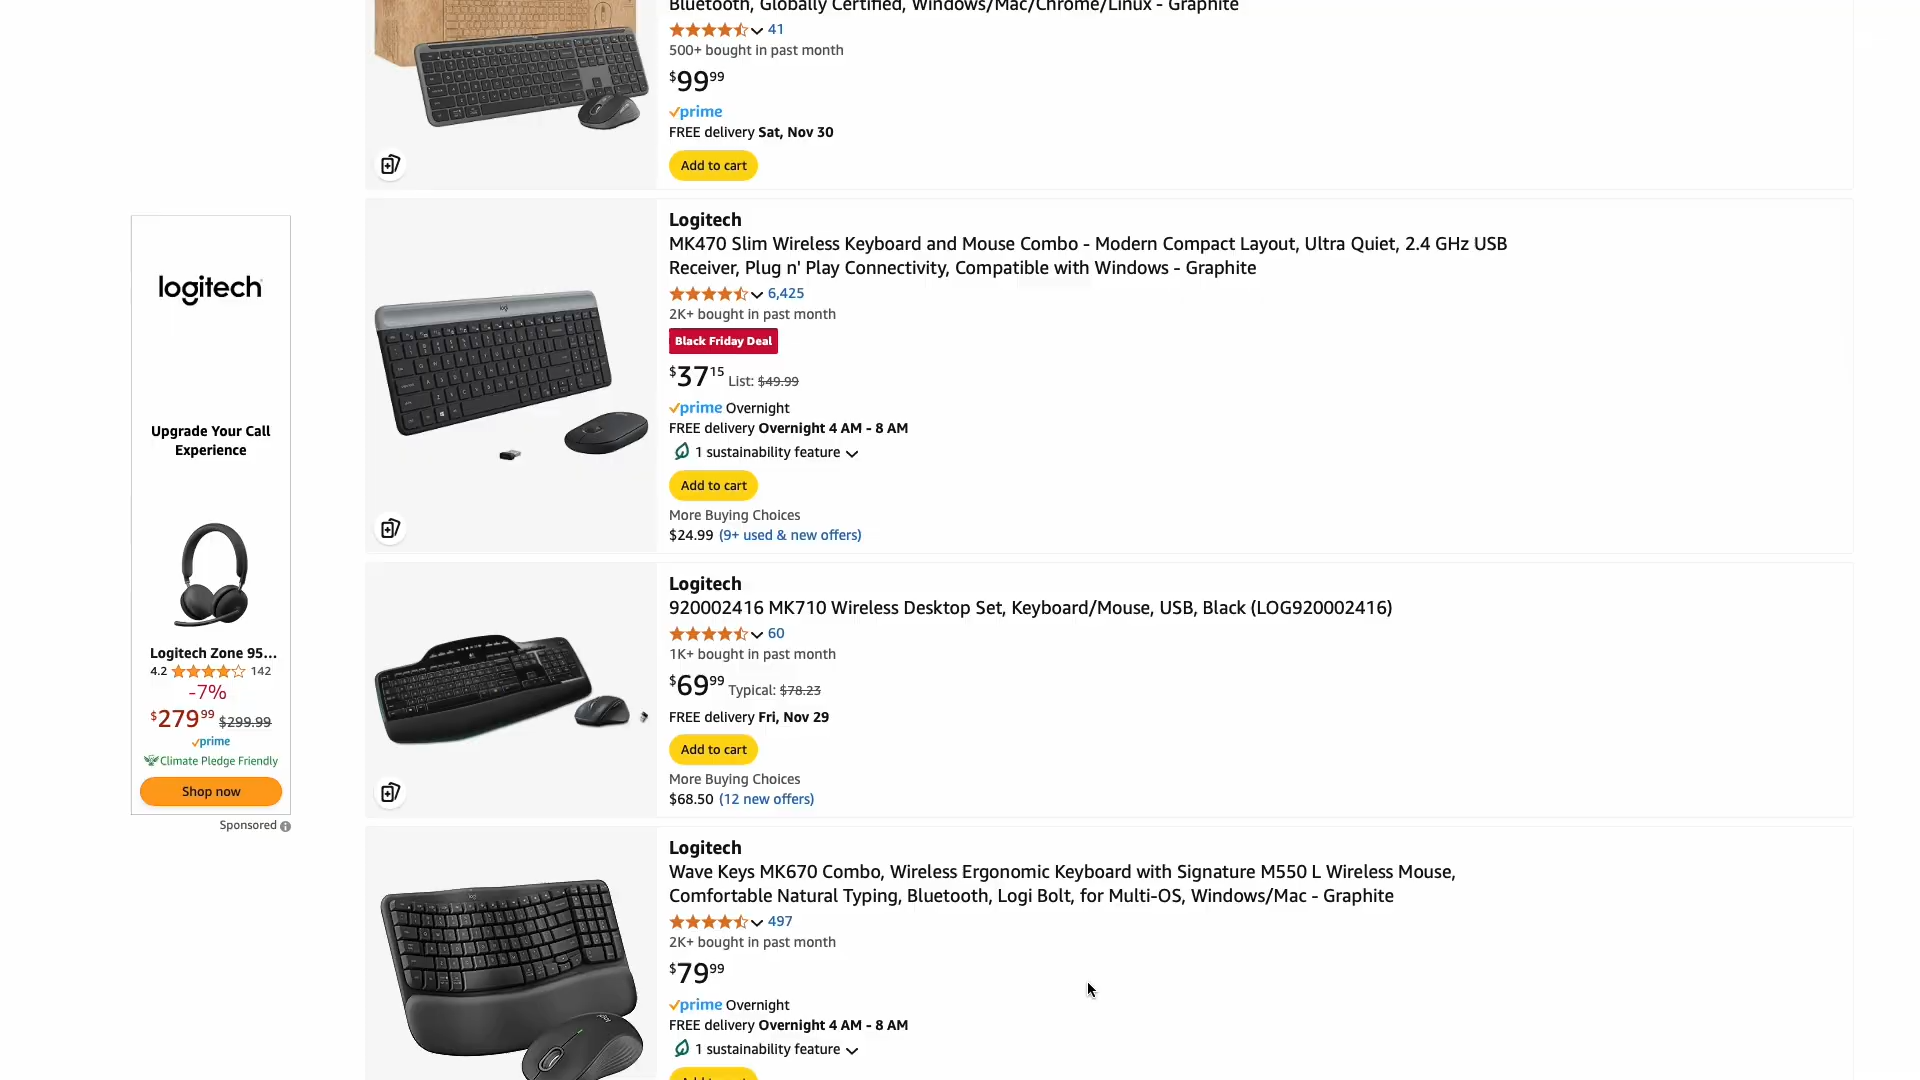 Bluetooth, Globally Certified, Windows/Mac/Chrome/Linux - Graphite
41
500+ bought in past month
$99 99
prime
FREE delivery Sat, Nov 30
Add to cart
Logitech
MK470 Slim Wireless Keyboard and Mouse Combo - Modern Compact Layout, Ultra Quiet, 2.4 GHz USB
Receiver, Plug n' Play Connectivity, Compatible with Windows - Graphite
6,425
2K+ bought in past month
Black Friday Deal
$37 15 List: $49.99
prime Overnight
FREE delivery Overnight 4 AM - 8 AM
1 sustainability feature
Add to cart
More Buying Choices
$24.99 (9+ used & new offers)
Logitech
920002416 MK710 Wireless Desktop Set, Keyboard/Mouse, USB, Black (LOG920002416)
60
1K+ bought in past month
$69 99 Typical: $78.23
FREE delivery Fri, Nov 29
Add to cart
More Buying Choices
$68.50 (12 new offers)
Logitech
Wave Keys MK670 Combo, Wireless Ergonomic Keyboard with Signature M550 L Wireless Mouse,
Comfortable Natural Typing, Bluetooth, Logi Bolt, for Multi-OS, Windows/Mac - Graphite
497
2K+ bought in past month
$79 99
prime Overnight
FREE delivery Overnight 4 AM - 8 AM
1 sustainability feature
logitech
Upgrade Your Call
Experience
Logitech Zone 95...
4.2 142
-7%
$279 99 $299.99
prime
Climate Pledge Friendly
Shop now
Sponsored